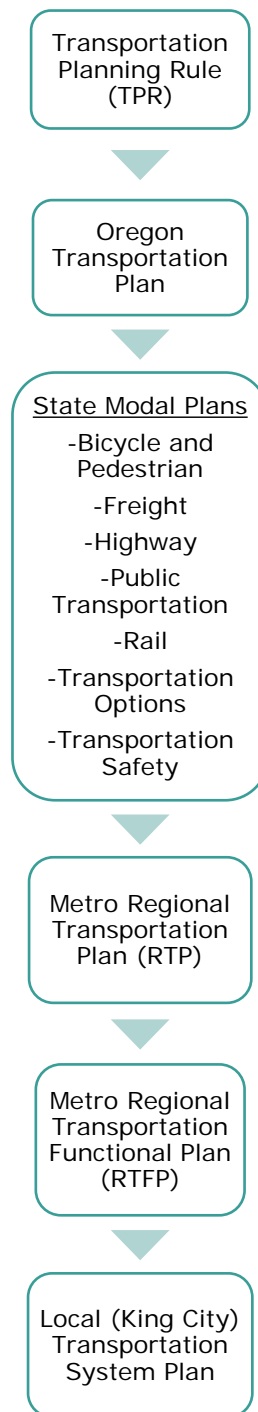 Transportation
Planning Rule
(TPR)
Oregon
Transportation
Plan
State Modal Plans
-Bicycle and
Pedestrian
-Freight
-Highway
-Public
Transportation
-Rail
-Transportation
Options
-Transportation
Safety
Metro Regional
Transportation
Plan (RTP)
Metro Regional
Transportation
Functional Plan
(RTFP)
Local (King City)
Transportation
System Plan